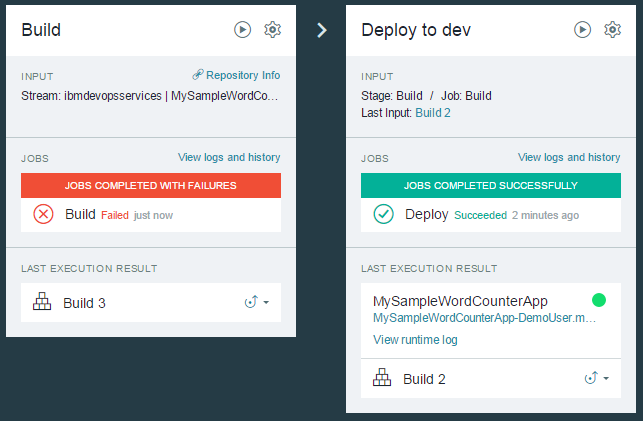 Build
INPUT
Repository Info
Stream: ibmdevopsservices | MySampleWordCo...
JOBS
View logs and history
JOBS COMPLETED WITH FAILURES
Build Failed just now
LAST EXECUTION RESULT
Build 3
Deploy to dev
INPUT
Stage: Build / Job: Build
Last Input: Build 2
JOBS
View logs and history
JOBS COMPLETED SUCCESSFULLY
Deploy Succeeded 2 minutes ago
LAST EXECUTION RESULT
MySampleWordCounterApp
MySampleWordCounterApp-DemoUser.m...
View runtime log
Build 2